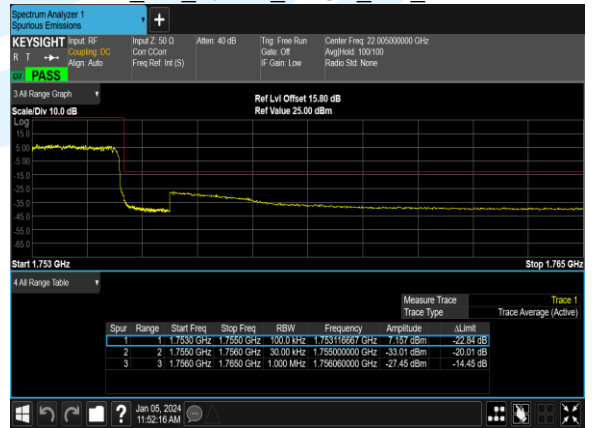 Spectrum Analyzer 1
Spurious Emissions
+
KEYSIGHT Input: RF Input Z: 50 Ω Atten: 40 dB Trig: Free Run Center Freq: 22.005000000 GHz
R T Coupling: DC Corr CCorr Gate: Off Avg|Hold: 100/100
Align: Auto Freq Ref: Int (S) IF Gain: Low Radio Std: None
LV PASS
3 All Range Graph
Ref Lvl Offset 15.80 dB
Scale/Div 10.0 dB Ref Value 25.00 dBm
Log
15.0
5.00
-5.00
-15.0
-25.0
-35.0
-45.0
-55.0
-65.0
Start 1.753 GHz Stop 1.765 GHz
4 All Range Table
Measure Trace Trace 1
Trace Type Trace Average (Active)
Spur Range Start Freq Stop Freq RBW Frequency Amplitude ΔLimit
1 1 1.7530 GHz 1.7550 GHz 100.0 kHz 1.753116667 GHz 7.157 dBm -22.84 dB
2 2 1.7550 GHz 1.7560 GHz 30.00 kHz 1.755000000 GHz -33.01 dBm -20.01 dB
3 3 1.7560 GHz 1.7650 GHz 1.000 MHz 1.756060000 GHz -27.45 dBm -14.45 dB
? Jan 05, 2024
11:52:16 AM